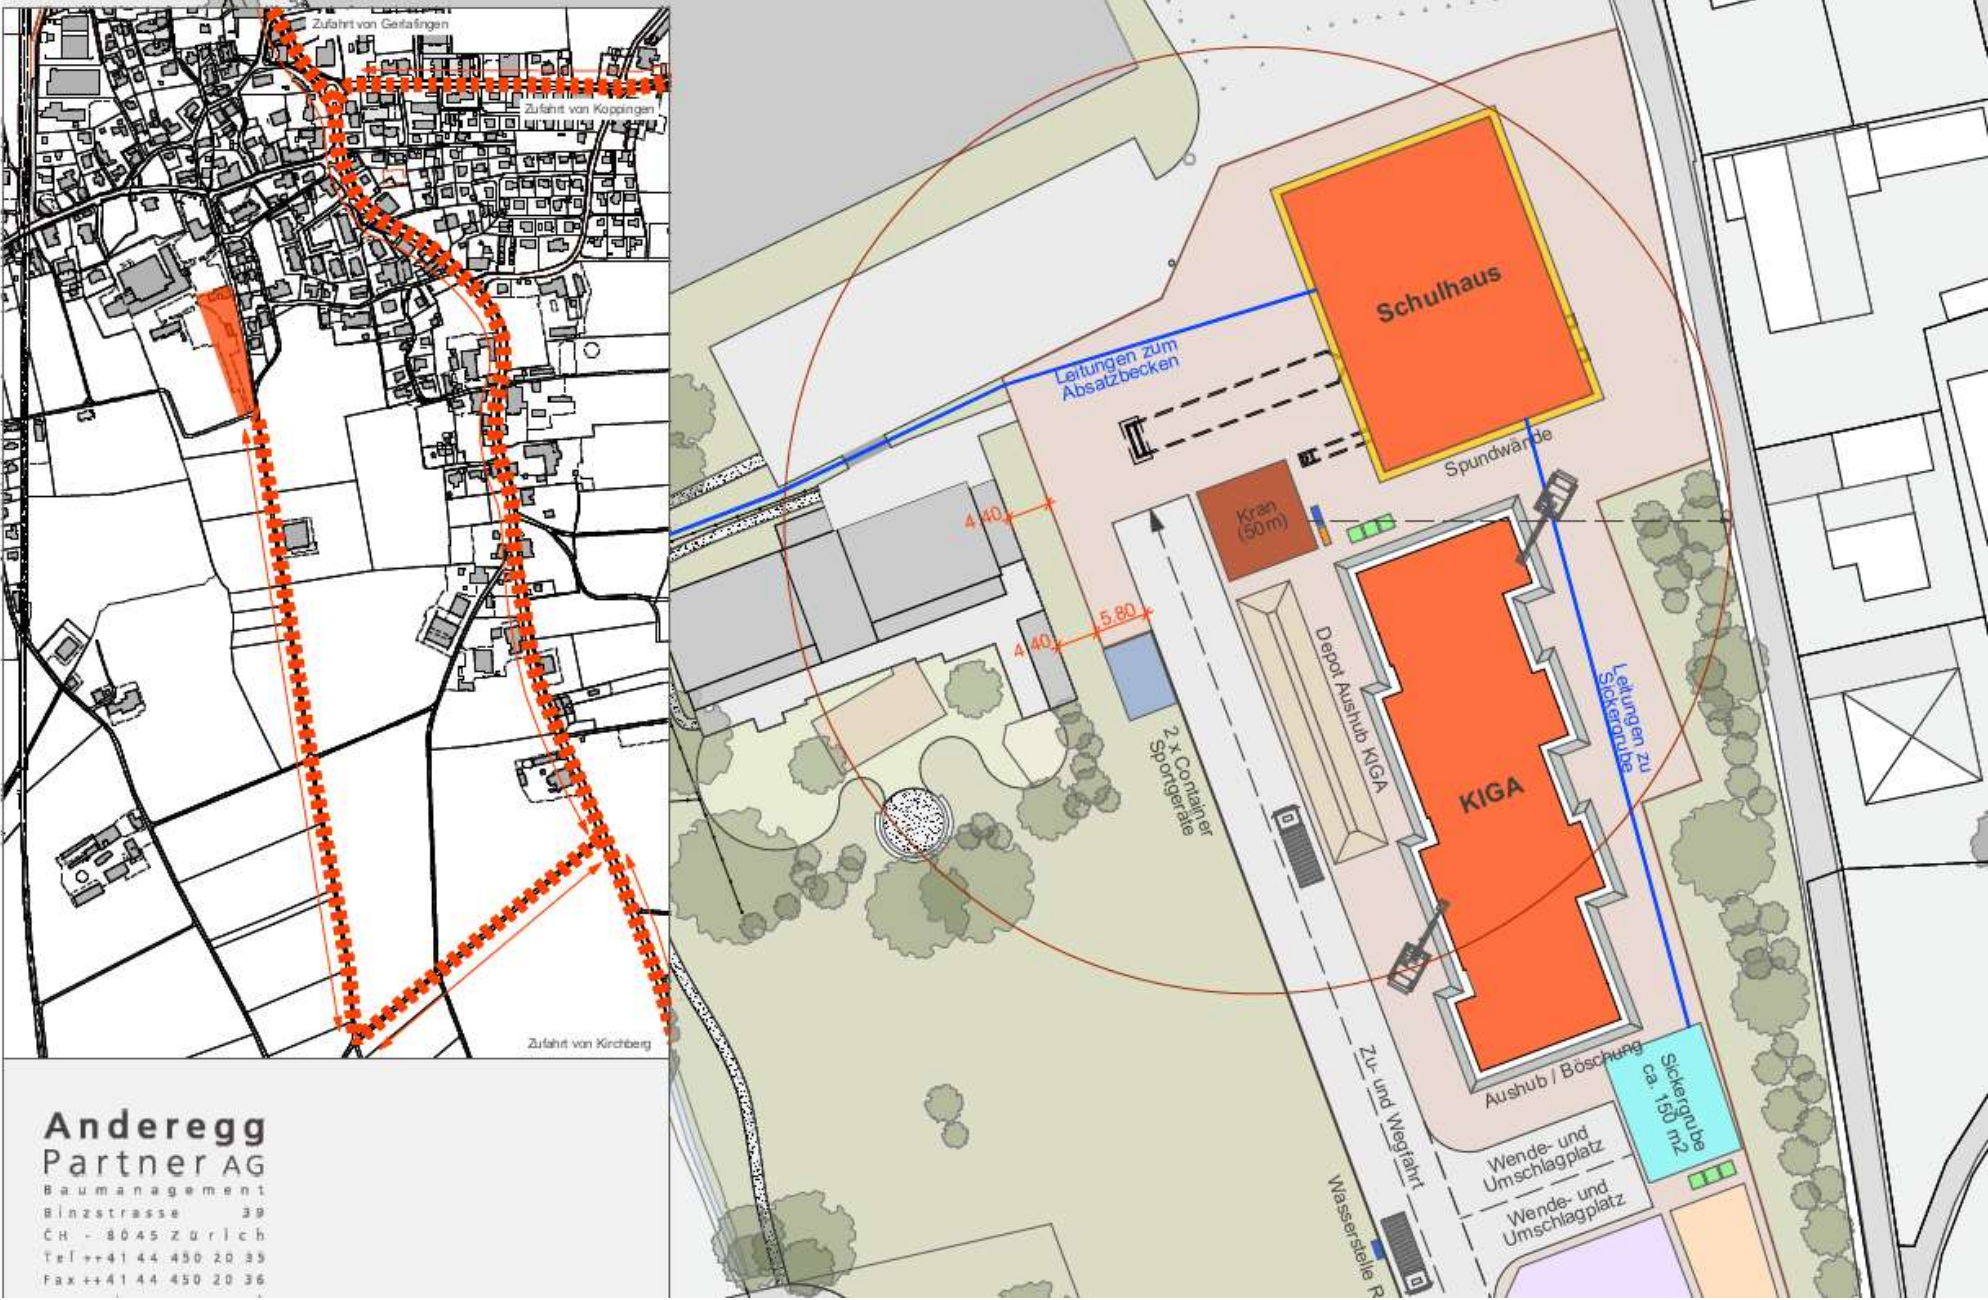 Zufahrt von Gerlafingen
Zufahrt von Koppingen
Zufahrt von Kirchberg
Anderegg
Partner AG
Baumanagement
Binzstrasse 39
CH - 8045 Zürich
Tel ++41 44 450 20 35
Fax ++41 44 450 20 36
Schulhaus
Leitungen zum
Absatzbecken
Spundwände
Kran
(50m)
4.40
5.80
4.40
Depot Aushub KIGA
2 x Container
Sportgeräte
KIGA
Leitungen zu
Sickergrube
Aushub / Böschung
Sickergrube
ca. 150 m2
Zu- und Wegfahrt
Wende- und
Umschlagplatz
Wende- und
Umschlagplatz
Wasserstelle R